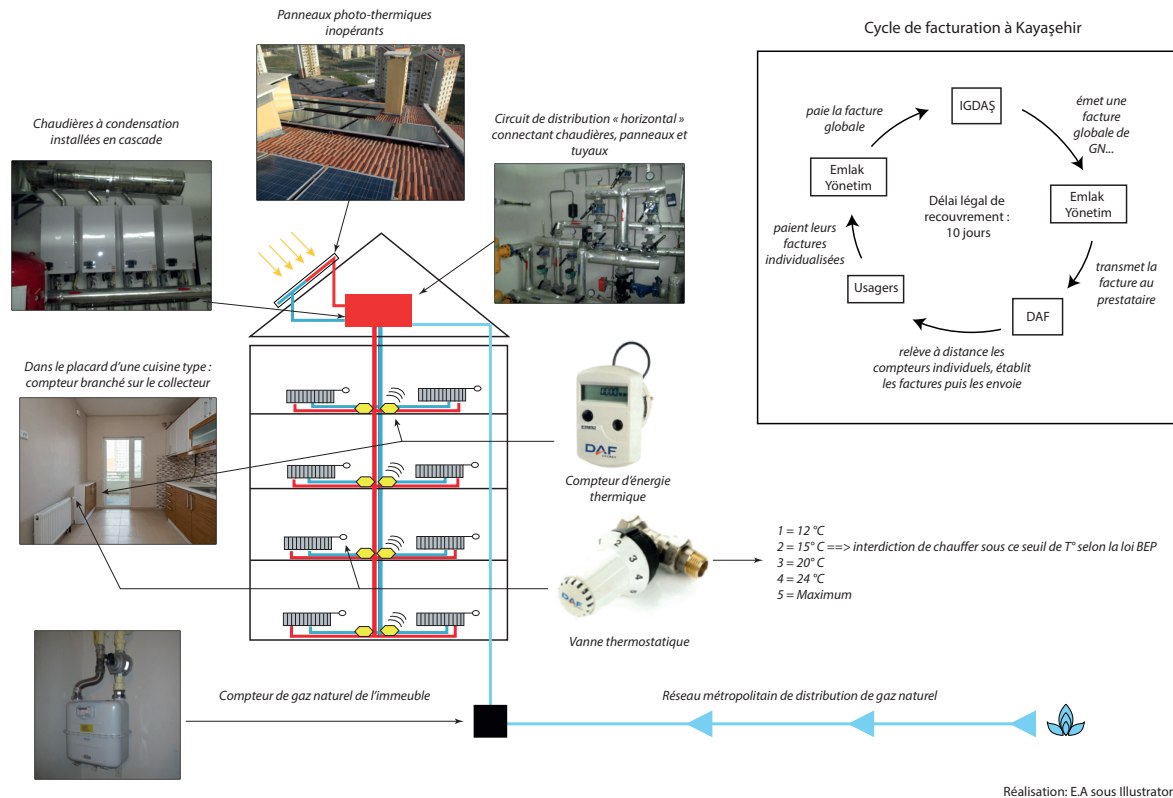 Panneaux photo-thermiques
inopérants
Chaudières à condensation
installées en cascade
Circuit de distribution « horizontal »
connectant chaudières, panneaux et
tuyaux
Dans le placard d'une cuisine type :
compteur branché sur le collecteur
DAF
Compteur d'énergie
thermique
2
3
4
5
DAF
Vanne thermostatique
1 = 12 °C
2 = 15° C ==> interdiction de chauffer sous ce seuil de T° selon la loi BEP
3 = 20° C
4 = 24 °C
5 = Maximum
Compteur de gaz naturel de l'immeuble
Réseau métropolitain de distribution de gaz naturel
Cycle de facturation à Kayaşehir
IGDAŞ
émet une
facture
globale de
GN...
Emlak
Yönetim
transmet la
facture au
prestataire
DAF
relève à distance les
compteurs individuels, établit
les factures puis les envoie
Usagers
paient leurs
factures
individualisées
Emlak
Yönetim
paie la facture
globale
Délai légal de
recouvrement :
10 jours
Réalisation: E.A sous Illustrator